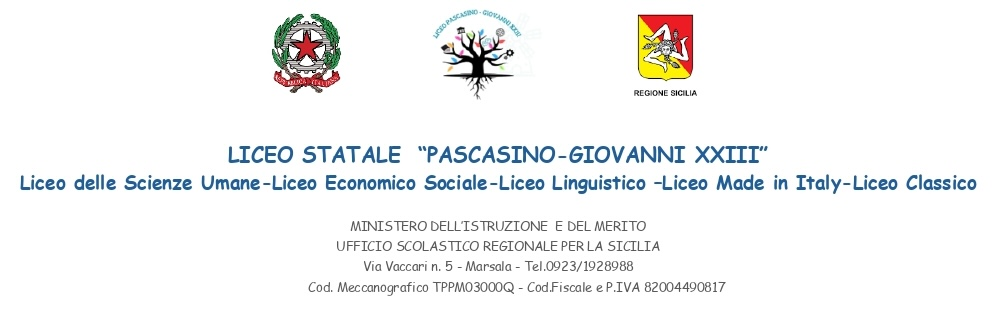 REPVBBLICA ITALIANA
LICEO PASCASINO - GIOVANNI XXIII
REGIONE SICILIA
LICEO STATALE “PASCASINO-GIOVANNI XXIII”
Liceo delle Scienze Umane-Liceo Economico Sociale-Liceo Linguistico –Liceo Made in Italy-Liceo Classico
MINISTERO DELL’ISTRUZIONE E DEL MERITO
UFFICIO SCOLASTICO REGIONALE PER LA SICILIA
Via Vaccari n. 5 - Marsala - Tel.0923/1928988
Cod. Meccanografico TPPM03000Q - Cod.Fiscale e P.IVA 82004490817